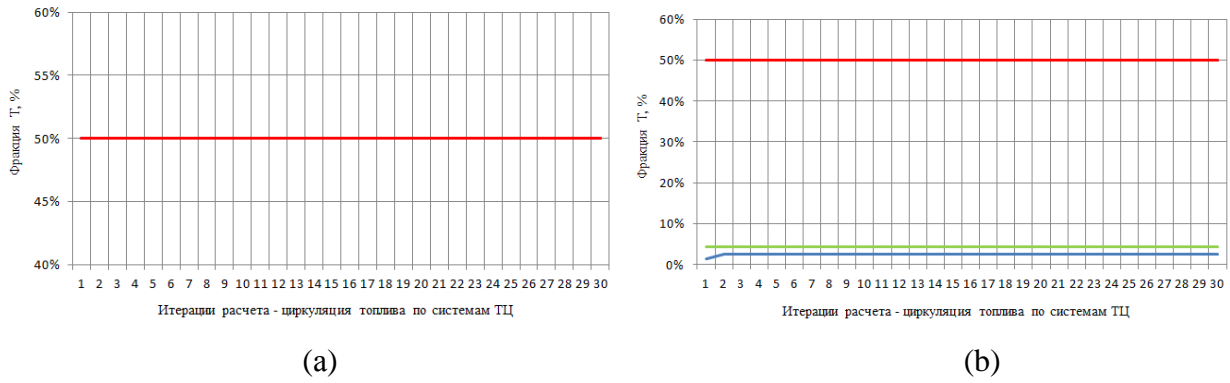 60%
55%
50%
45%
40%
Фракция Т, %
1 2 3 4 5 6 7 8 9 10 11 12 13 14 15 16 17 18 19 20 21 22 23 24 25 26 27 28 29 30
Итерации расчета - циркуляция топлива по системам ТЦ
(a)
60%
50%
40%
30%
20%
10%
0%
Фракция Т, %
1 2 3 4 5 6 7 8 9 10 11 12 13 14 15 16 17 18 19 20 21 22 23 24 25 26 27 28 29 30
Итерации расчета - циркуляция топлива по системам ТЦ
(b)